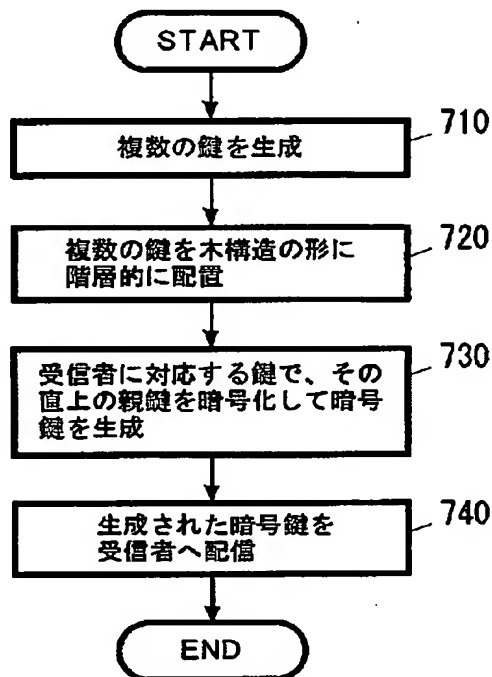 START
710
複数の鍵を生成
720
複数の鍵を木構造の形に
階層的に配置
730
受信者に対応する鍵で、その
直上の親鍵を暗号化して暗号
鍵を生成
740
生成された暗号鍵を
受信者へ配信
END